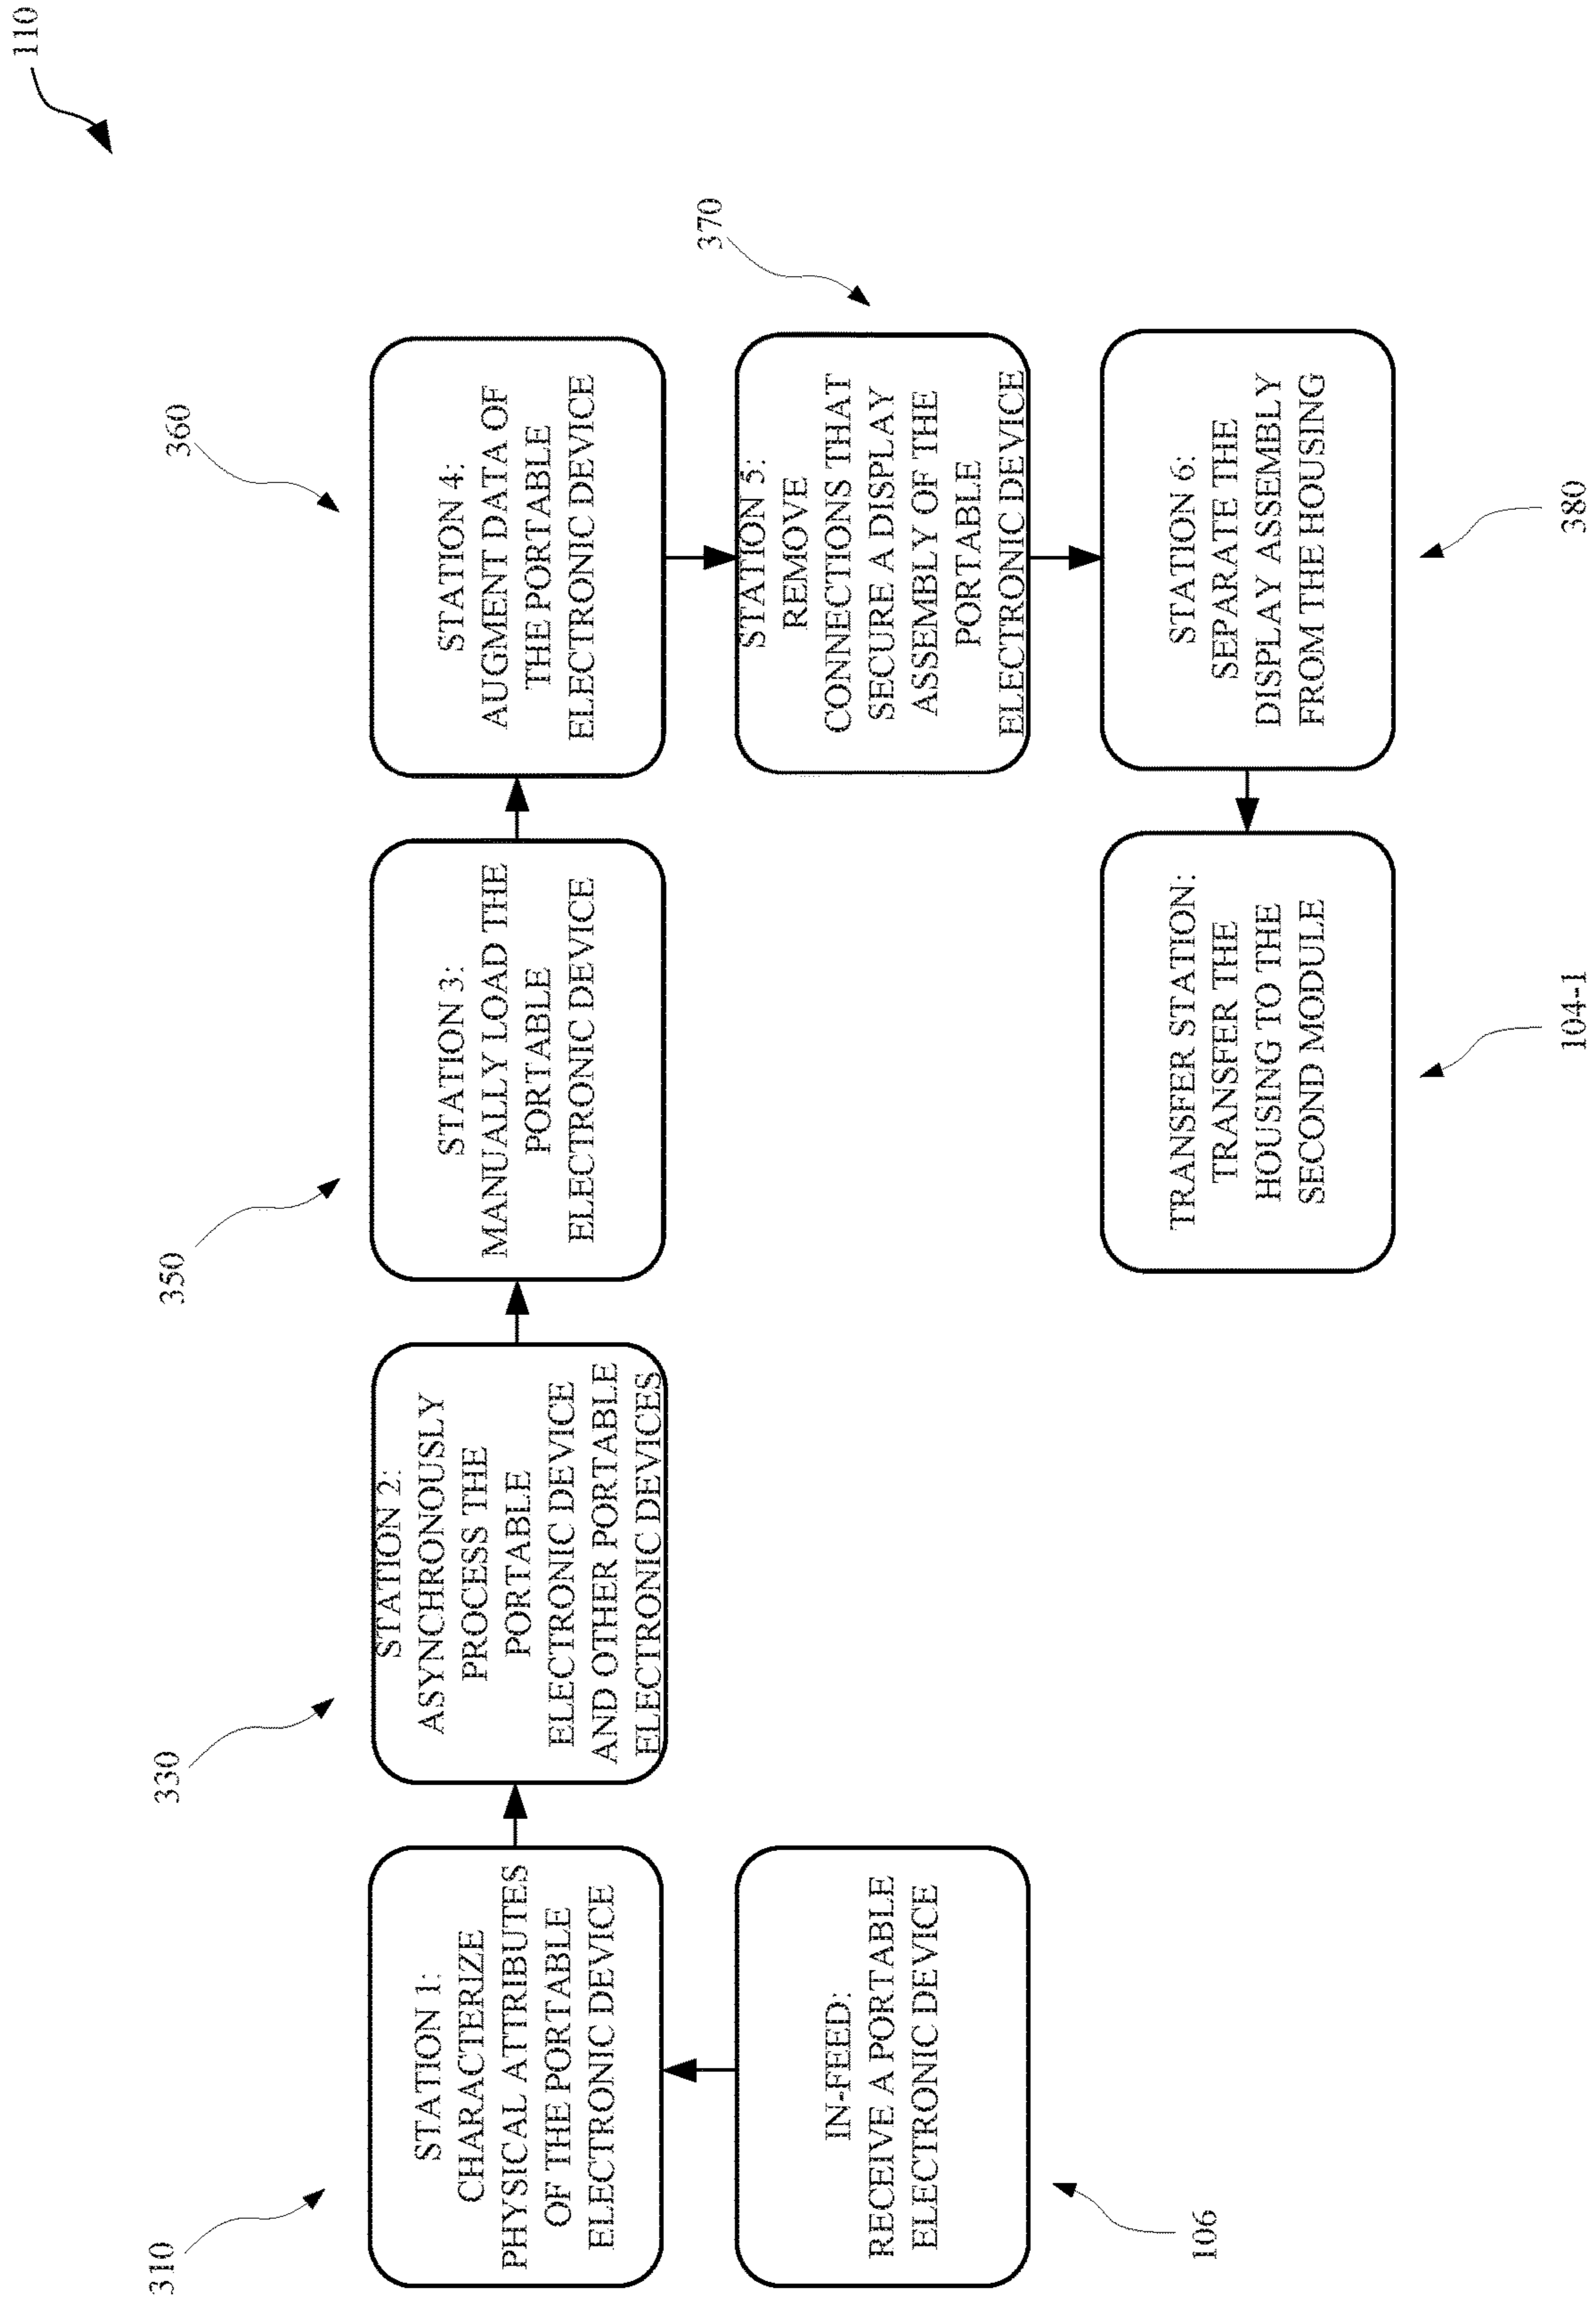 110
310
STATION 1:
CHARACTERIZE
PHYSICAL ATTRIBUTES
OF THE PORTABLE
ELECTRONIC DEVICE
330
STATION 2:
ASYNCHRONOUSLY
PROCESS THE
PORTABLE
ELECTRONIC DEVICE
AND OTHER PORTABLE
ELECTRONIC DEVICES
350
STATION 3:
MANUALLY LOAD THE
PORTABLE
ELECTRONIC DEVICE
360
STATION 4:
AUGMENT DATA OF
THE PORTABLE
ELECTRONIC DEVICE
IN-FEED:
RECEIVE A PORTABLE
ELECTRONIC DEVICE
106
370
STATION 5:
REMOVE
CONNECTIONS THAT
SECURE A DISPLAY
ASSEMBLY OF THE
PORTABLE
ELECTRONIC DEVICE
TRANSFER STATION:
TRANSFER THE
HOUSING TO THE
SECOND MODULE
104-1
STATION 6:
SEPARATE THE
DISPLAY ASSEMBLY
FROM THE HOUSING
380